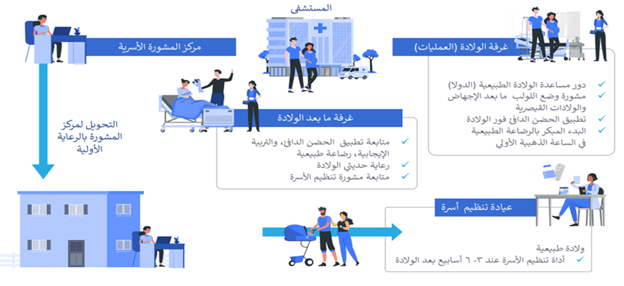 المستشفى
غرفة الولادة (العمليات)
دور مساعدة الولادة الطبيعية (الدولا)
مشورة وضع اللولب ما بعد الإجهاض
والولادات القيصرية
تطبيق الحضن الدافئ فور الولادة
البدء المبكر بالرضاعة الطبيعية
في الساعة الذهبية الأولى
مركز المشورة الأسرية
غرفة ما بعد الولادة
متابعة تطبيق الحضن الدافئ، والتربية
الإيجابية، رضاعة طبيعية
رعاية حديثي الولادة
متابعة مشورة تنظيم الأسرة
التحويل لمركز
المشورة بالرعاية
الأولية
عيادة تنظيم أسرة
ولادة طبيعية
أداة تنظيم الأسرة عند ٣- ٦ أسابيع بعد الولادة